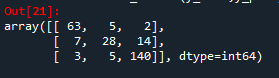 Out[21]:
array([[ 63,   5,   2],
       [  7,  28,  14],
       [  3,   5, 140]], dtype=int64)